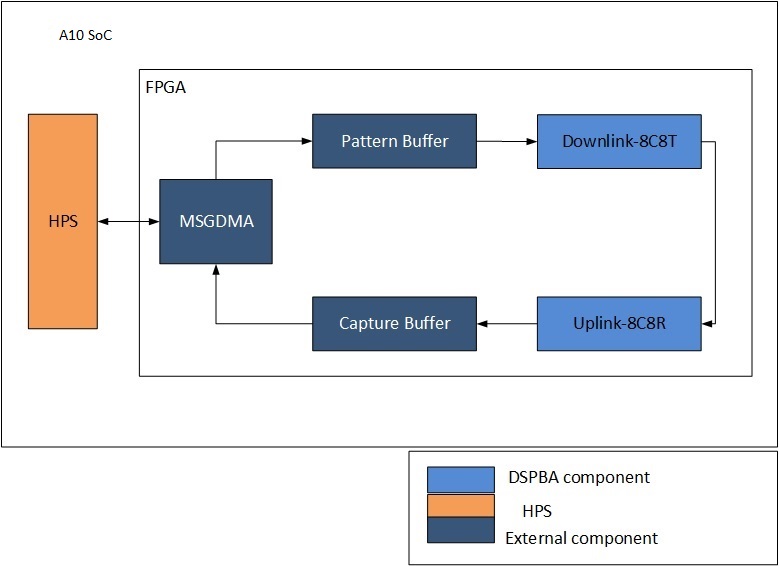 A10 SoC
FPGA
Pattern Buffer
Downlink-8C8T
HPS
MSGDMA
Capture Buffer
Uplink-8C8R
DSPBA component
HPS
External component